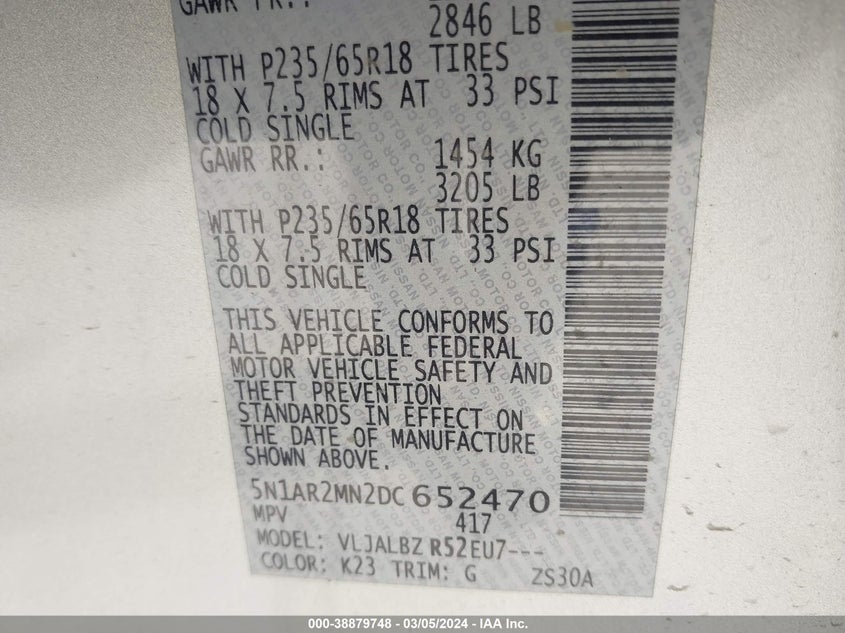 GAWR FR.:
2846 LB
WITH P235/65R18 TIRES
18 X 7.5 RIMS AT 33 PSI
COLD SINGLE
GAWR RR.: 1454 KG
3205 LB
WITH P235/65R18 TIRES
18 X 7.5 RIMS AT 33 PSI
COLD SINGLE
THIS VEHICLE CONFORMS TO
ALL APPLICABLE FEDERAL
MOTOR VEHICLE SAFETY AND
THEFT PREVENTION
STANDARDS IN EFFECT ON
THE DATE OF MANUFACTURE
SHOWN ABOVE.
5N1AR2MN2DC652470
MPV 417
MODEL: VLJALBZ R52EU7---
COLOR: K23 TRIM: G ZS30A
000-38879748 - 03/05/2024 - IAA Inc.